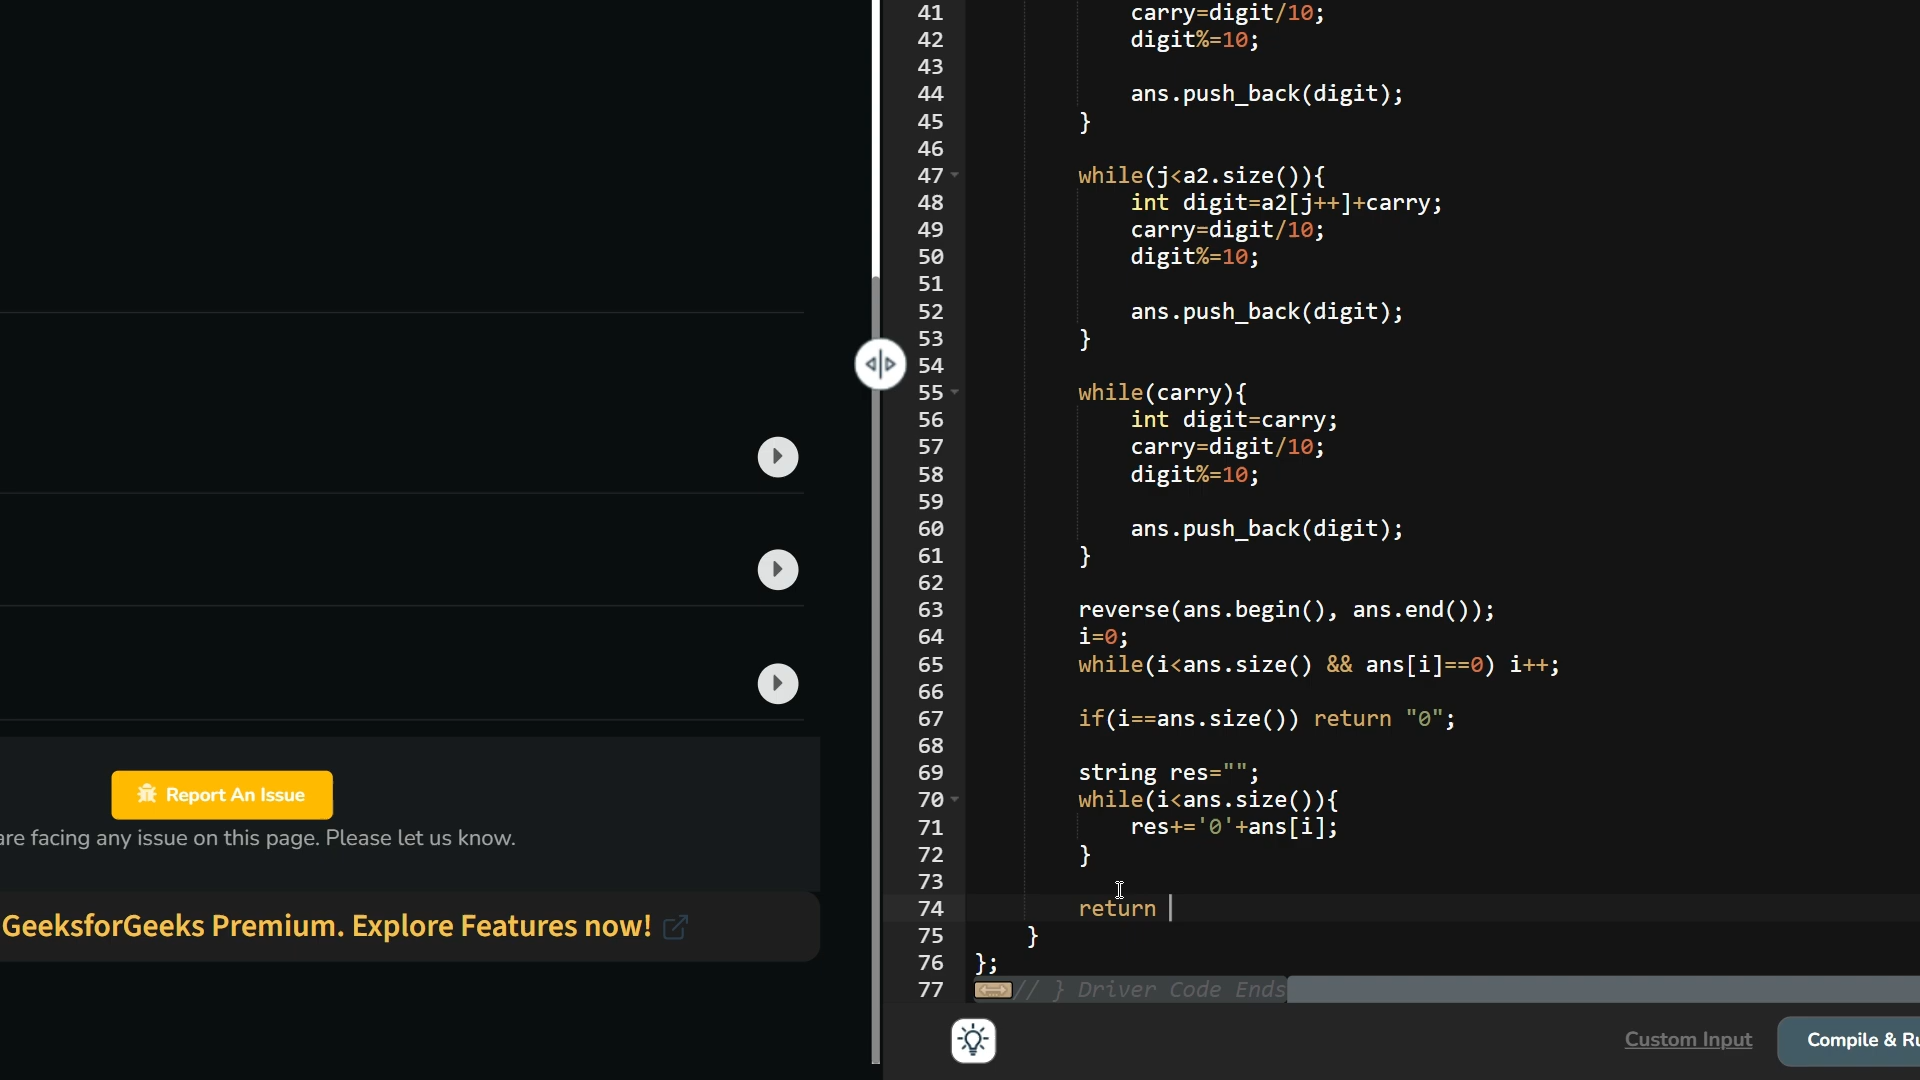 41 carry=digit/10;
42 digit%=10;
43
44 ans.push_back(digit);
45 }
46
47 while(j<a2.size()){
48 int digit=a2[j++]+carry;
49 carry=digit/10;
50 digit%=10;
51
52 ans.push_back(digit);
53 }
54
55 while(carry){
56 int digit=carry;
57 carry=digit/10;
58 digit%=10;
59
60 ans.push_back(digit);
61 }
62
63 reverse(ans.begin(), ans.end());
64 i=0;
65 while(i<ans.size() && ans[i]==0) i++;
66
67 if(i==ans.size()) return "0";
68
69 string res="";
70 while(i<ans.size()){
71 res+='0'+ans[i];
72 }
73
74 return
75 }
76 };
77 // } Driver Code Ends
Report An Issue
are facing any issue on this page. Please let us know.
GeeksforGeeks Premium. Explore Features now!
Custom Input
Compile & Ru